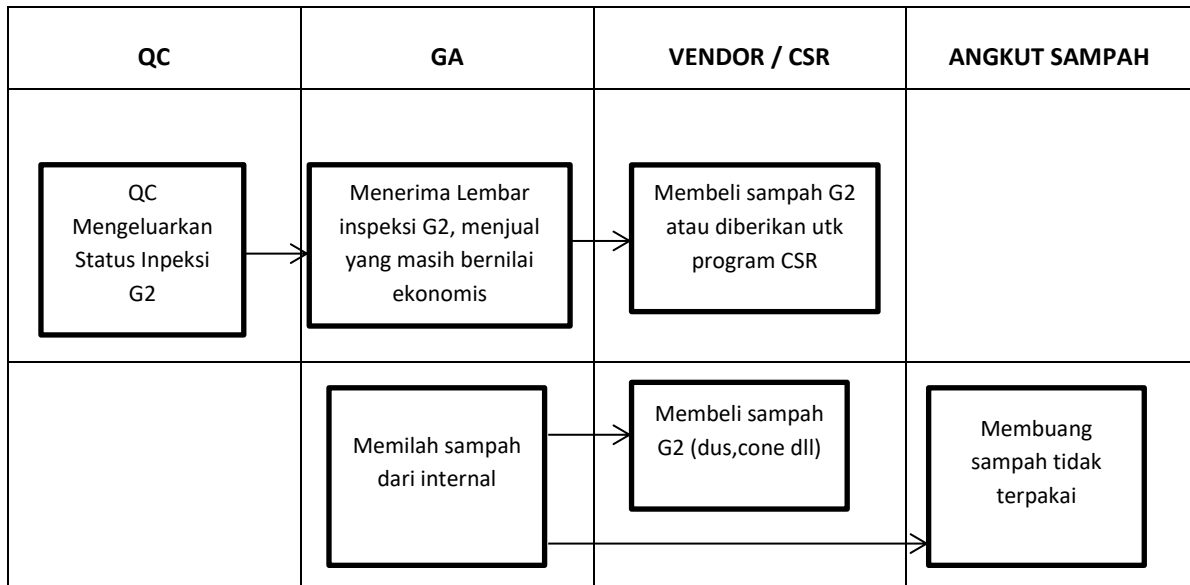 QC
GA
VENDOR / CSR
ANGKUT SAMPAH
QC
Mengeluarkan
Status Inpeksi
G2
Menerima Lembar
inspeksi G2, menjual
yang masih bernilai
ekonomis
Membeli sampah G2
atau diberikan utk
program CSR
Memilah sampah
dari internal
Membeli sampah
G2 (dus,cone dll)
Membuang
sampah tidak
terpakai